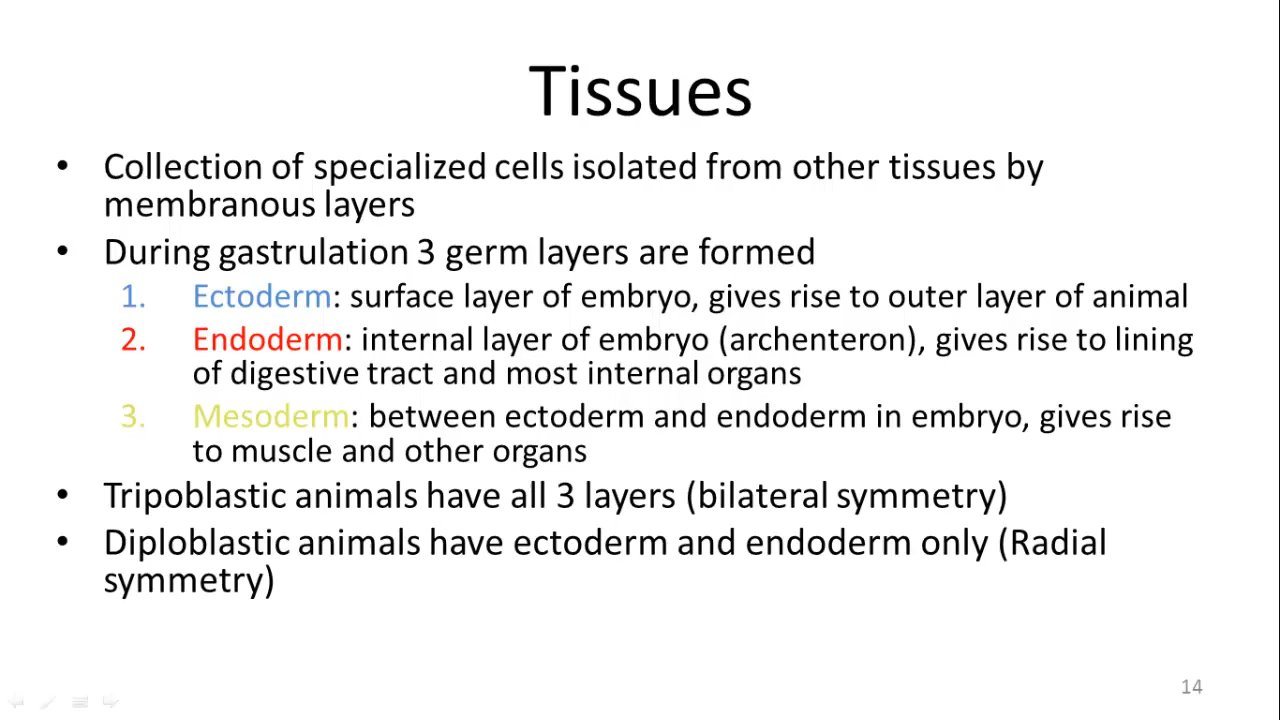 Tissues
• Collection of specialized cells isolated from other tissues by
membranous layers
• During gastrulation 3 germ layers are formed
1. Ectoderm: surface layer of embryo, gives rise to outer layer of animal
2. Endoderm: internal layer of embryo (archenteron), gives rise to lining
of digestive tract and most internal organs
3. Mesoderm: between ectoderm and endoderm in embryo, gives rise
to muscle and other organs
• Tripoblastic animals have all 3 layers (bilateral symmetry)
• Diploblastic animals have ectoderm and endoderm only (Radial
symmetry)
14